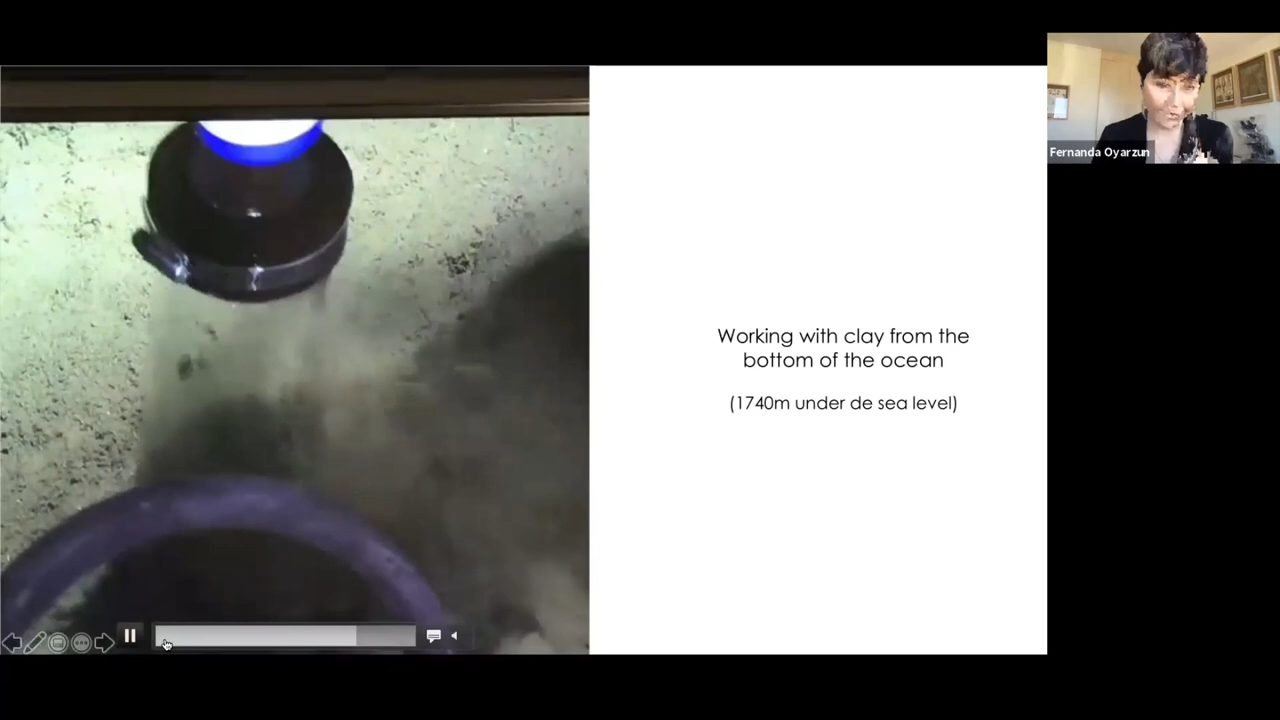 Working with clay from the
bottom of the ocean
(1740m under de sea level)
Fernanda Oyarzun